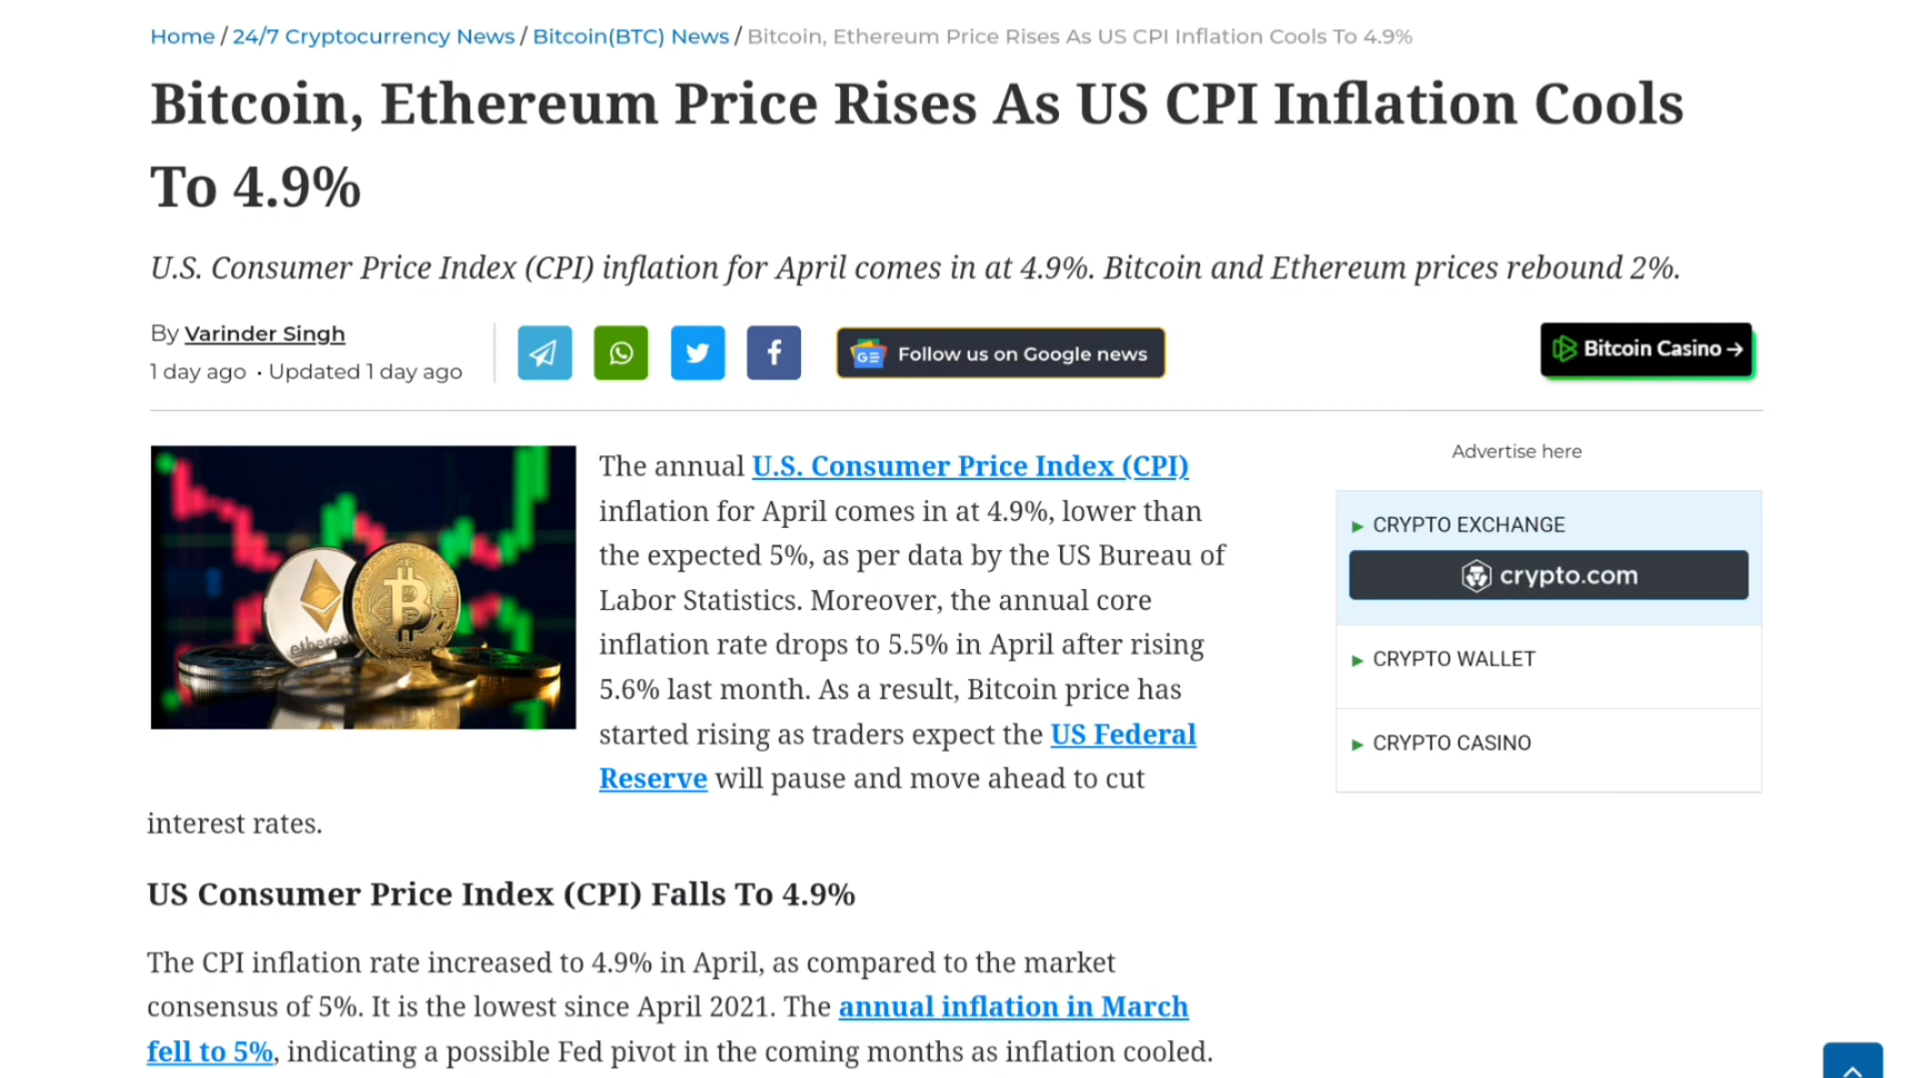 Home / 24/7 Cryptocurrency News / Bitcoin(BTC) News / Bitcoin, Ethereum Price Rises As US CPI Inflation Cools To 4.9%
Bitcoin, Ethereum Price Rises As US CPI Inflation Cools
To 4.9%
U.S. Consumer Price Index (CPI) inflation for April comes in at 4.9%. Bitcoin and Ethereum prices rebound 2%.
By Varinder Singh
1 day ago • Updated 1 day ago
GE Follow us on Google news
Bitcoin Casino →
The annual U.S. Consumer Price Index (CPI)
inflation for April comes in at 4.9%, lower than
the expected 5%, as per data by the US Bureau of
Labor Statistics. Moreover, the annual core
inflation rate drops to 5.5% in April after rising
5.6% last month. As a result, Bitcoin price has
started rising as traders expect the US Federal
Reserve will pause and move ahead to cut
interest rates.
ethereum
Advertise here
► CRYPTO EXCHANGE
crypto.com
► CRYPTO WALLET
► CRYPTO CASINO
US Consumer Price Index (CPI) Falls To 4.9%
The CPI inflation rate increased to 4.9% in April, as compared to the market
consensus of 5%. It is the lowest since April 2021. The annual inflation in March
fell to 5%, indicating a possible Fed pivot in the coming months as inflation cooled.